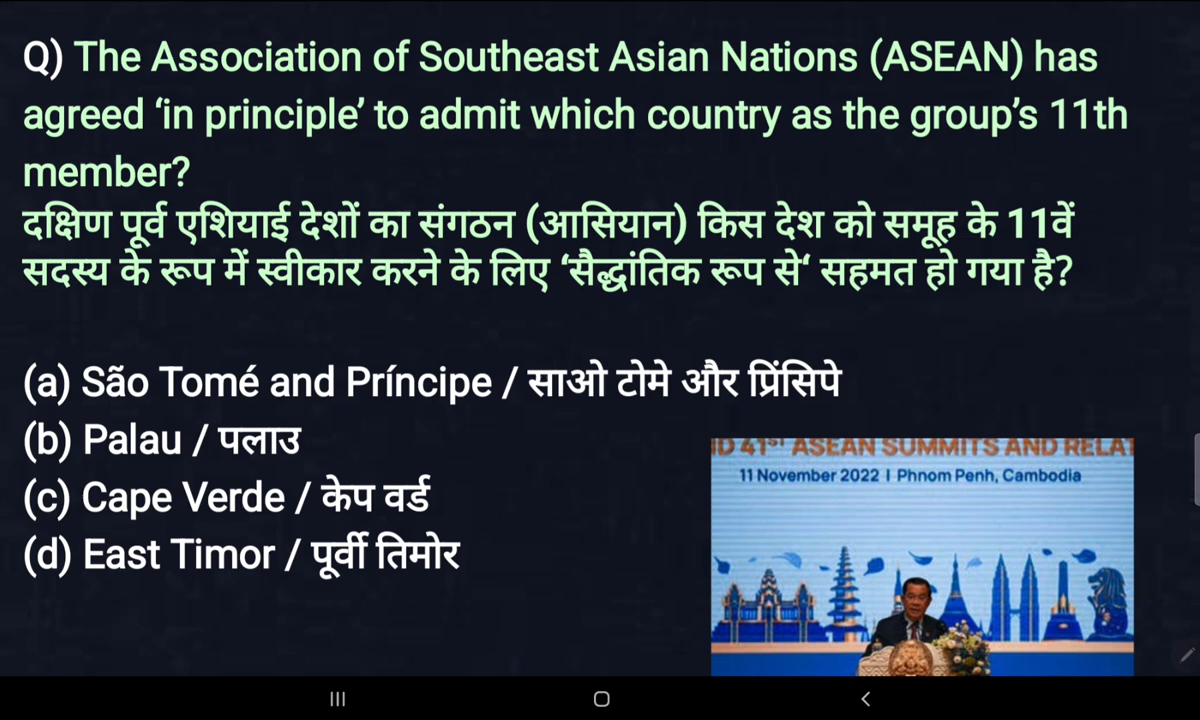 Q) The Association of Southeast Asian Nations (ASEAN) has
agreed ‘in principle’ to admit which country as the group’s 11th
member?
दक्षिण पूर्व एशियाई देशों का संगठन (आसियान) किस देश को समूह के 11वें
सदस्य के रूप में स्वीकार करने के लिए ‘सैद्धांतिक रूप से‘ सहमत हो गया है?
(a) São Tomé and Príncipe / साओ टोमे और प्रिंसिपे
(b) Palau / पलाउ
(c) Cape Verde / केप वर्ड
(d) East Timor / पूर्वी तिमोर
41ST ASEAN SUMMITS AND
11 November 2022 | Phnom Penh, Cambodia